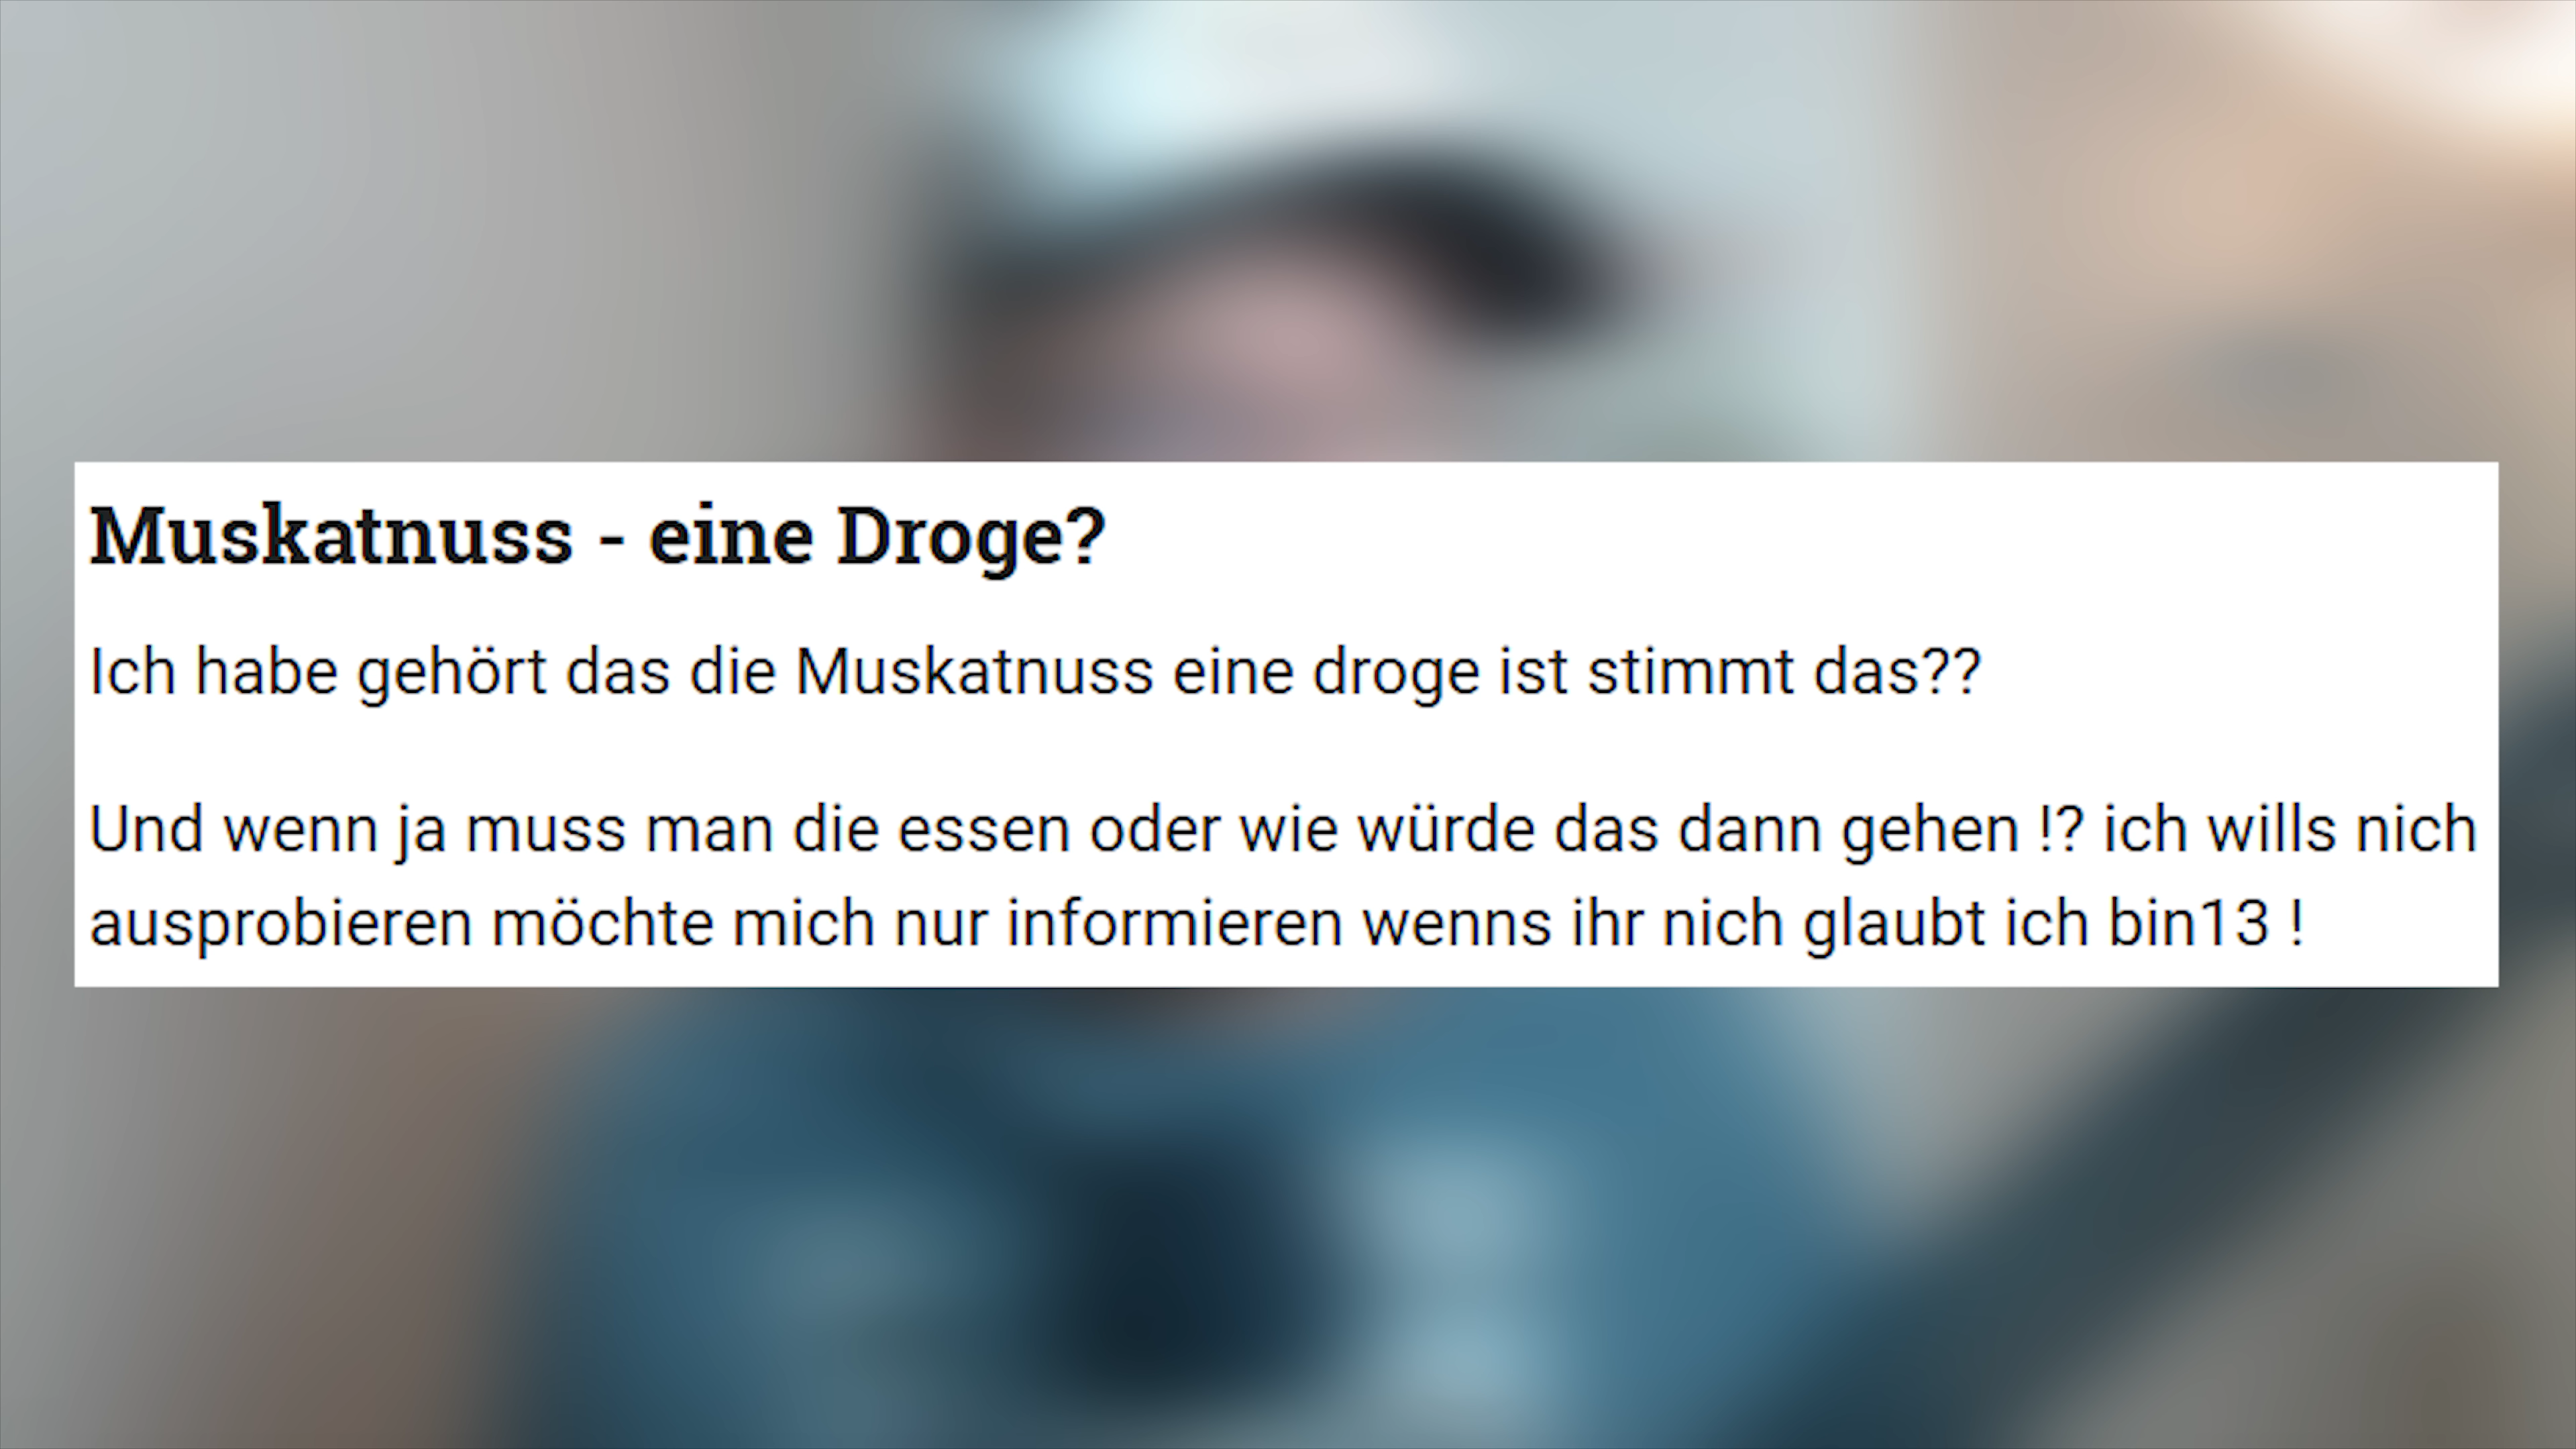 Muskatnuss - eine Droge?
Ich habe gehört das die Muskatnuss eine droge ist stimmt das??
Und wenn ja muss man die essen oder wie würde das dann gehen !? ich wills nich
ausprobieren möchte mich nur informieren wenns ihr nich glaubt ich bin13 !